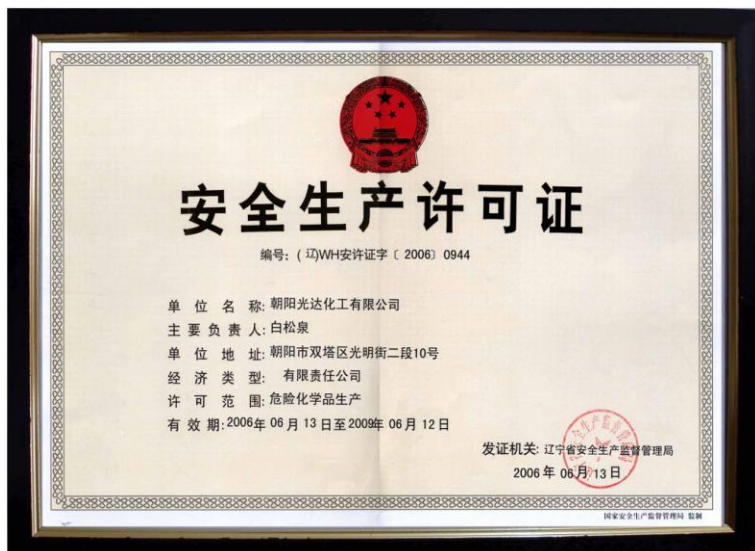 安全生产许可证
编号:(辽)WH安许证字〔2006〕0944
单位名称:朝阳光达化工有限公司
主要负责人:白松泉
单位地址:朝阳市双塔区光明街二段10号
经济类型: 有限责任公司
许可范围:危险化学品生产
有效期:2006年 06月 13日至2009年 06月 12日
发证机关:辽宁省安全生产监督管理局
2006年 06月 13日
国家安全生产监督管理局 监制